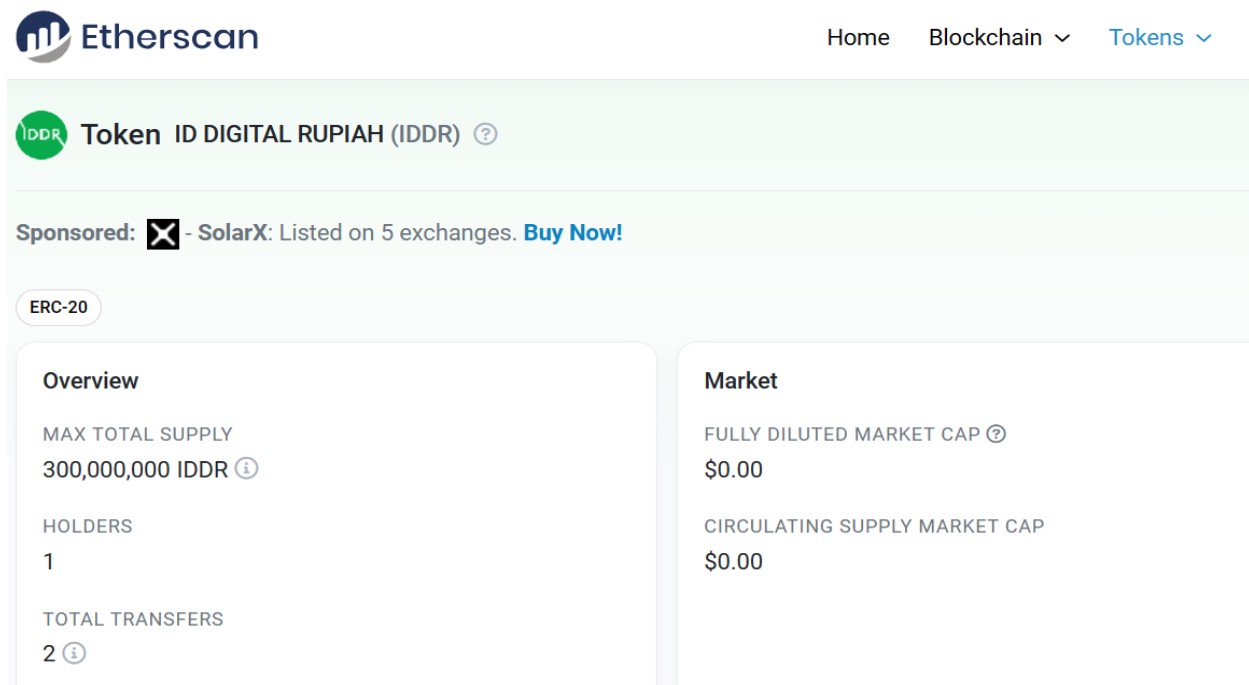 Etherscan
Home Blockchain Tokens
IDDR Token ID DIGITAL RUPIAH (IDDR)
Sponsored: - SolarX: Listed on 5 exchanges. Buy Now!
ERC-20
Overview
MAX TOTAL SUPPLY
300,000,000 IDDR
HOLDERS
1
TOTAL TRANSFERS
2
Market
FULLY DILUTED MARKET CAP
$0.00
CIRCULATING SUPPLY MARKET CAP
$0.00